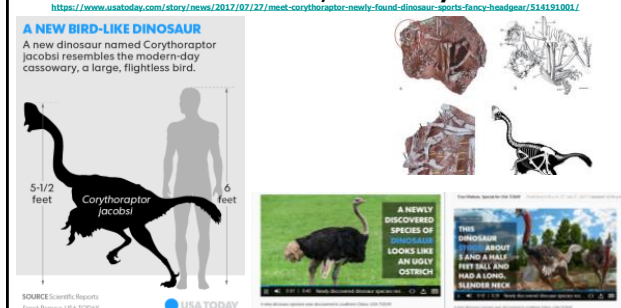 https://www.usatoday.com/story/news/2017/07/27/meet-corythoraptor-newly-found-dinosaur-sports-fancy-headgear/514191001/
A NEW BIRD-LIKE DINOSAUR
A new dinosaur named Corythoraptor
jacobsi resembles the modern-day
cassowary, a large, flightless bird.
5-1/2
feet
Corythoraptor
jacobsi
6
feet
SOURCE Scientific Reports
USA TODAY
A NEWLY
DISCOVERED
SPECIES OF
DINOSAUR
LOOKS LIKE
AN UGLY
OSTRICH
THIS
DINOSAUR
STOOD ABOUT
5 AND A HALF
FEET TALL AND
HAD A LONG,
SLENDER NECK